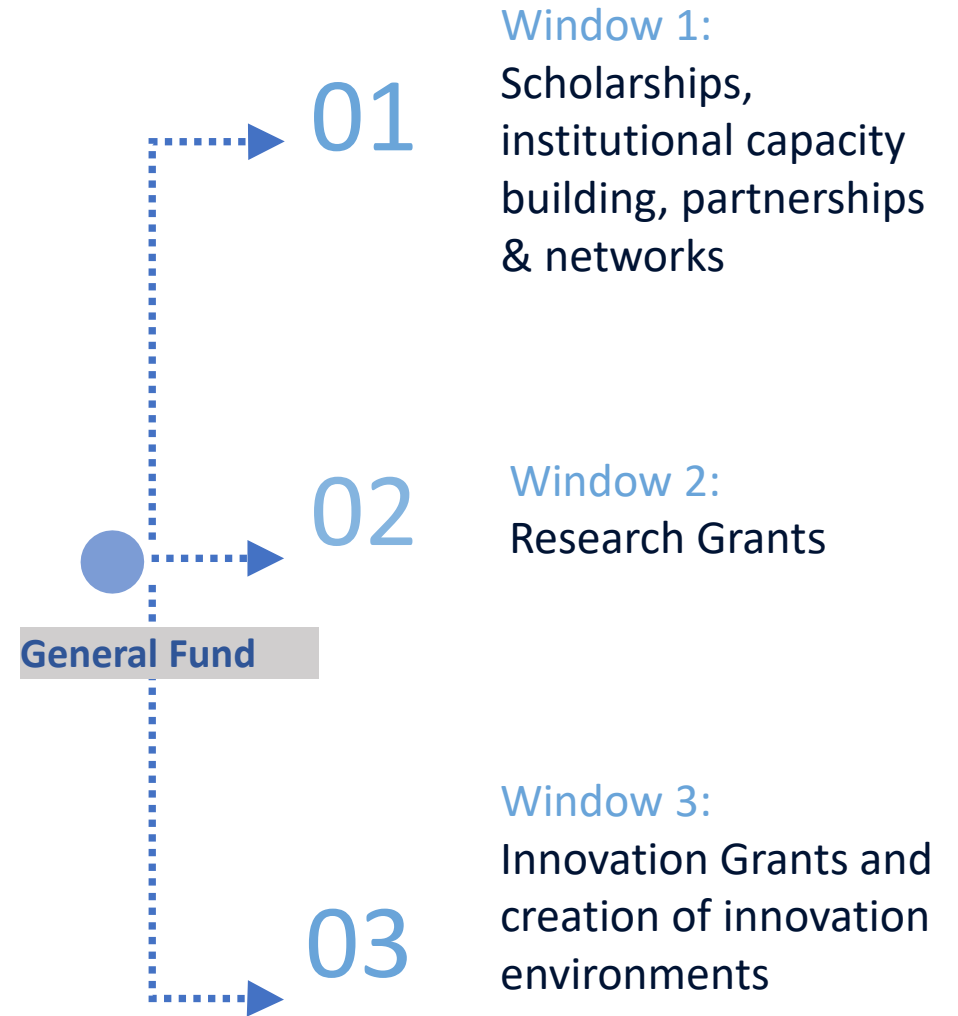 Window 1:
01
Scholarships,
institutional capacity
building, partnerships
& networks
Window 2:
02
Research Grants
General Fund
Window 3:
Innovation Grants and
03
creation of innovation
environments